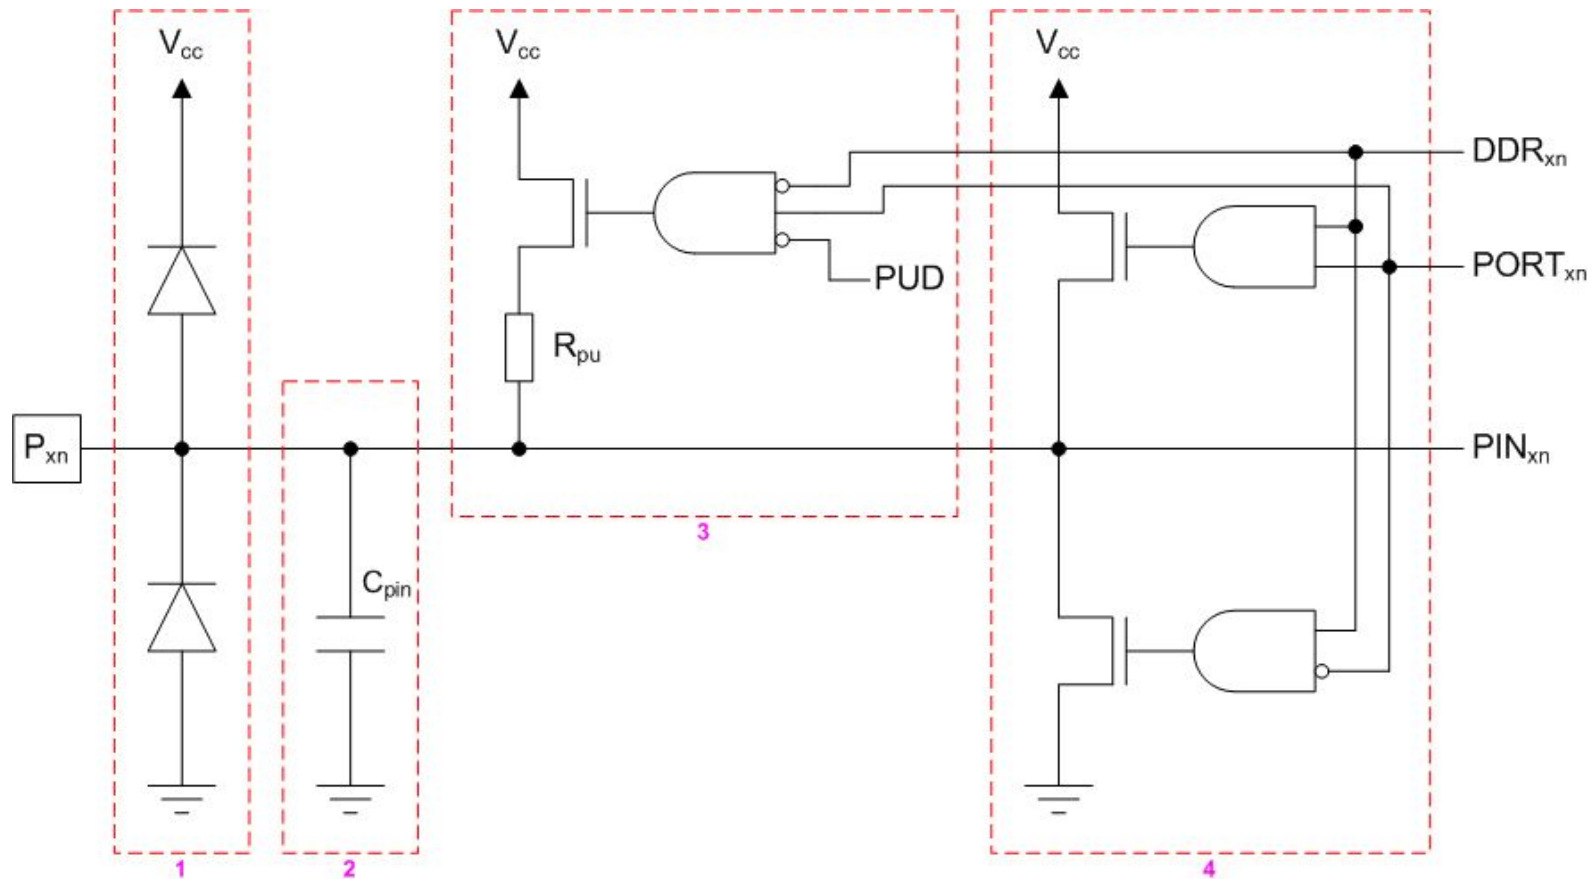 Vcc
Vcc
Vcc
DDRxn
PORTxn
PUD
Rpu
Pxn
PINxn
3
Cpin
1
2
4